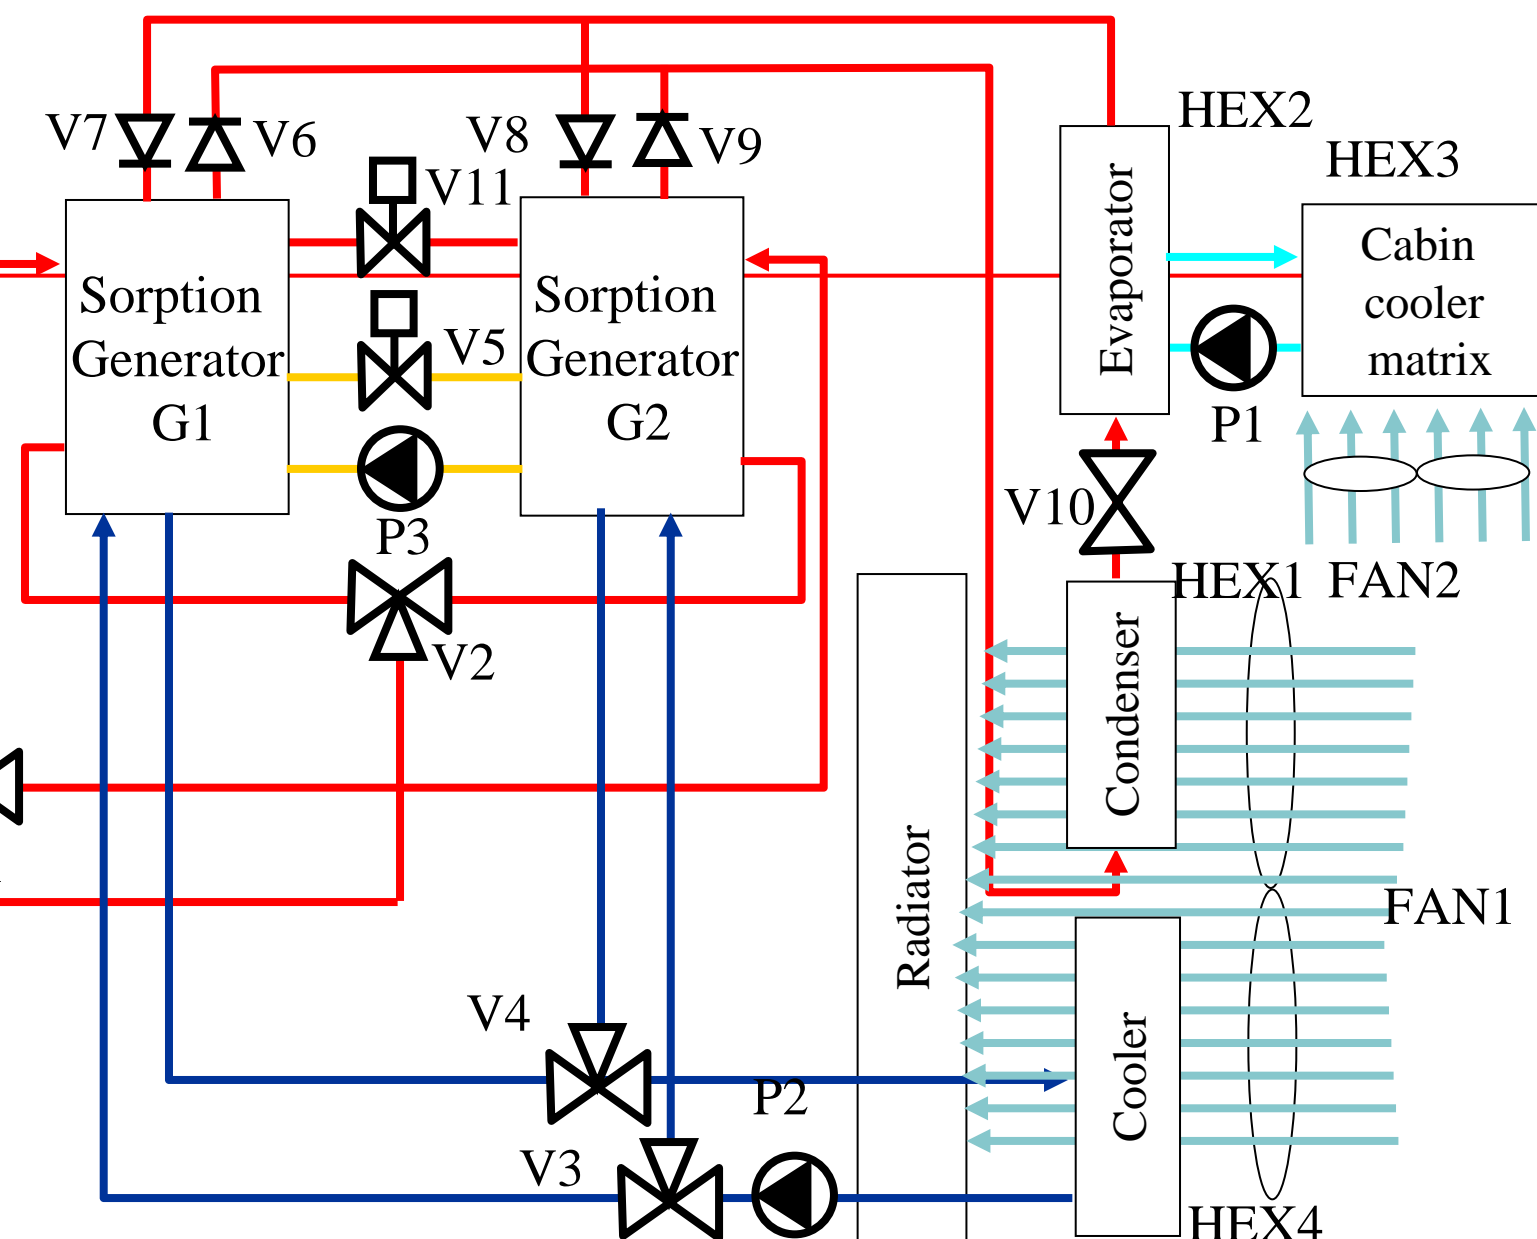 HEX2
V7
V6
V8
V9
HEX3
V11
Evaporator
Cabin
cooler
matrix
Sorption
Generator
G1
Sorption
Generator
G2
V5
P1
V10
P3
HEX1
FAN2
V2
Condenser
Radiator
FAN1
V4
Cooler
P2
V3
HEX4